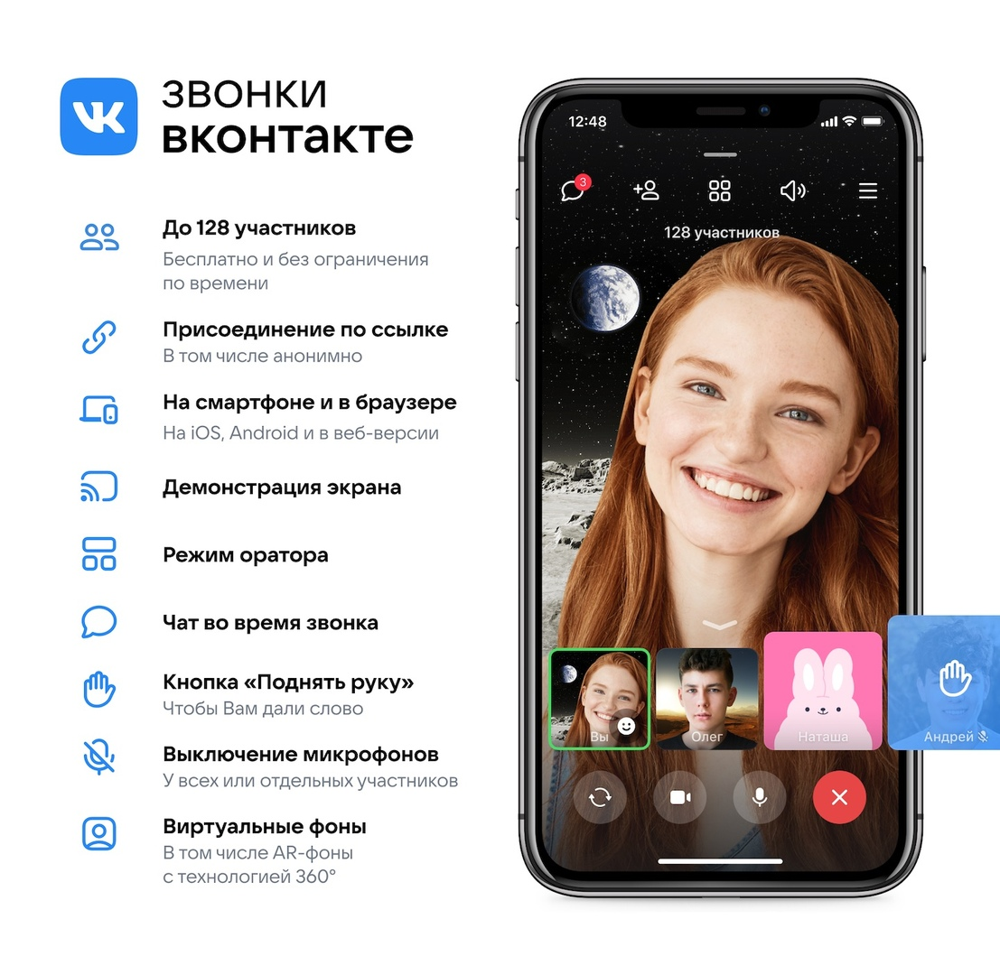 VK
ЗВОНКИ
вконтакте
До 128 участников
Бесплатно и без ограничения
по времени
Присоединение по ссылке
В том числе анонимно
На смартфоне и в браузере
На iOS, Android и в веб-версии
Демонстрация экрана
Режим оратора
Чат во время звонка
Кнопка «Поднять руку»
Чтобы Вам дали слово
Выключение микрофонов
У всех или отдельных участников
Виртуальные фоны
В том числе AR-фоны
с технологией 360°
12:48
3
128 участников
Вы
Олег
Наташа
Андрей